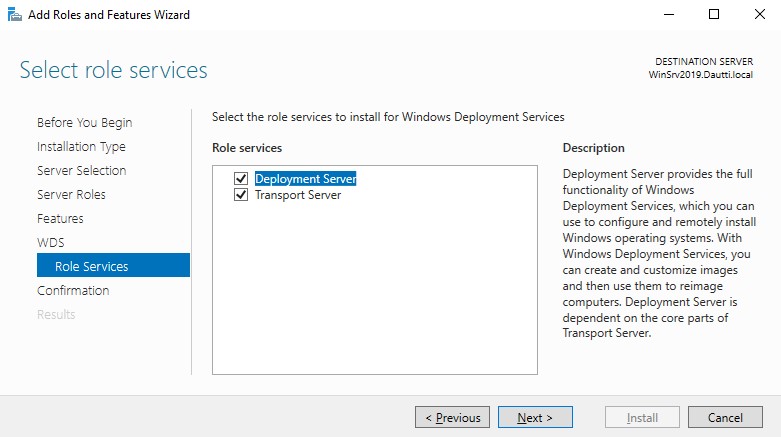 Add Roles and Features Wizard
Select role services
DESTINATION SERVER
WinSrv2019.Dautti.local
Before You Begin
Installation Type
Server Selection
Server Roles
Features
WDS
Role Services
Confirmation
Results
Select the role services to install for Windows Deployment Services
Role services
Deployment Server
Transport Server
Description
Deployment Server provides the full
functionality of Windows
Deployment Services, which you can
use to configure and remotely install
Windows operating systems. With
Windows Deployment Services, you
can create and customize images
and then use them to reimage
computers. Deployment Server is
dependent on the core parts of
Transport Server.
< Previous
Next >
Install
Cancel